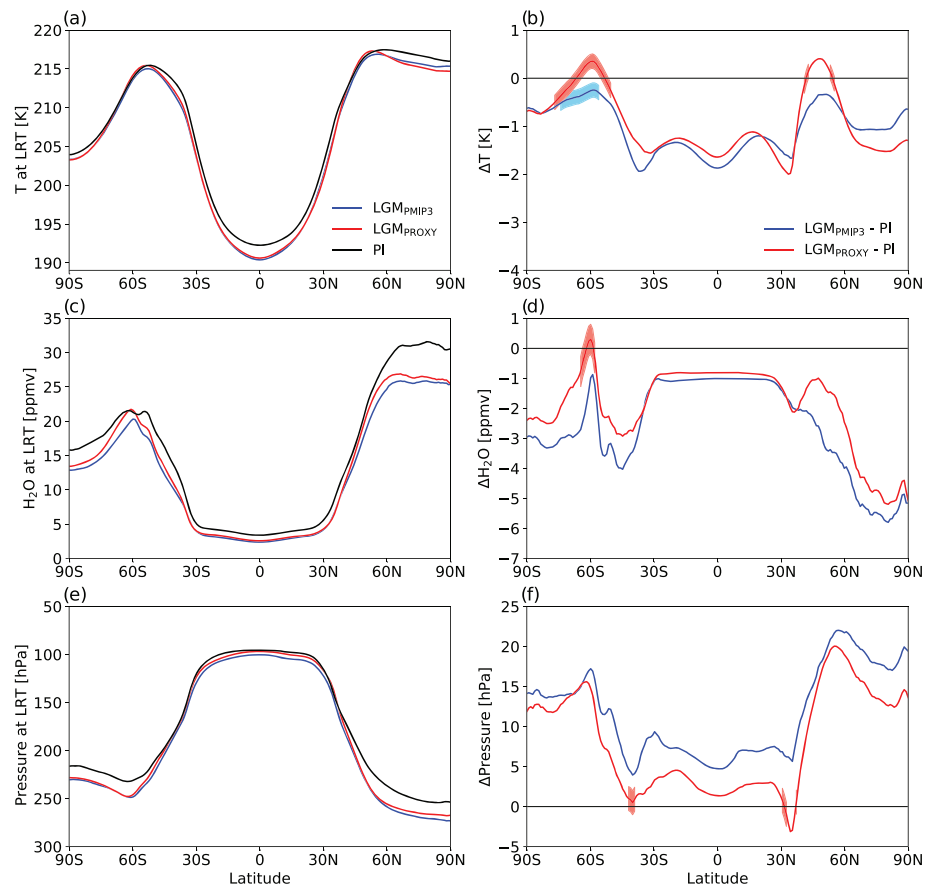 (a)
T at LRT [K]
220
215
210
205
200
195
190
LGM_PMIP3
LGM_PROXY
PI
90S 60S 30S 0 30N 60N 90N
(b)
ΔT [K]
1
0
−1
−2
−3
−4
LGM_PMIP3 - PI
LGM_PROXY - PI
90S 60S 30S 0 30N 60N 90N
(c)
H₂O at LRT [ppmv]
35
30
25
20
15
10
5
0
90S 60S 30S 0 30N 60N 90N
(d)
ΔH₂O [ppmv]
1
0
−1
−2
−3
−4
−5
−6
−7
90S 60S 30S 0 30N 60N 90N
(e)
Pressure at LRT [hPa]
50
100
150
200
250
300
90S 60S 30S 0 30N 60N 90N
Latitude
(f)
ΔPressure [hPa]
25
20
15
10
5
0
−5
90S 60S 30S 0 30N 60N 90N
Latitude